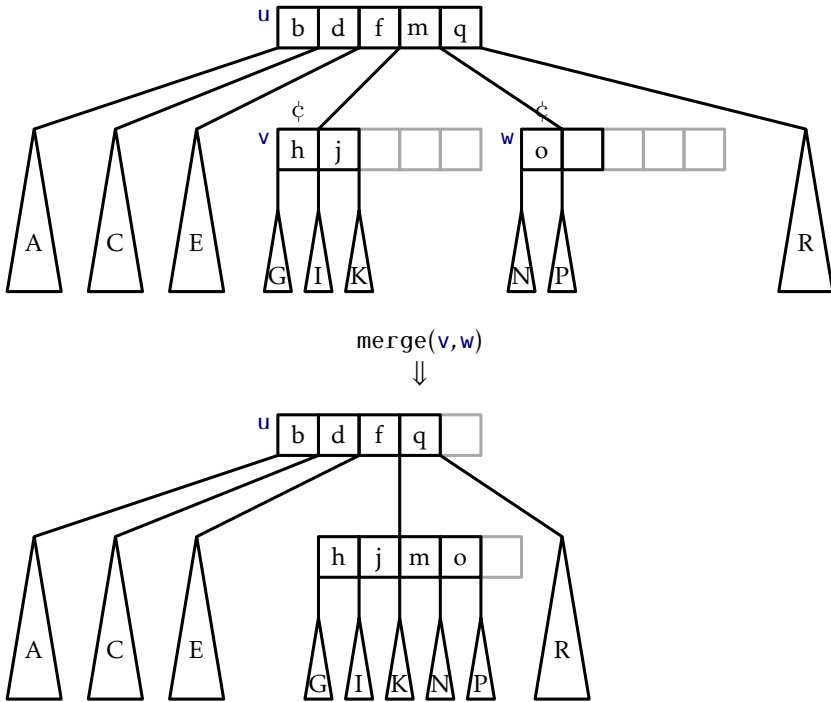 u b d f m q
¢ ¢
v h j w o
A C E G I K N P R
merge(v,w)
⇓
u b d f q
h j m o
A C E G I K N P R